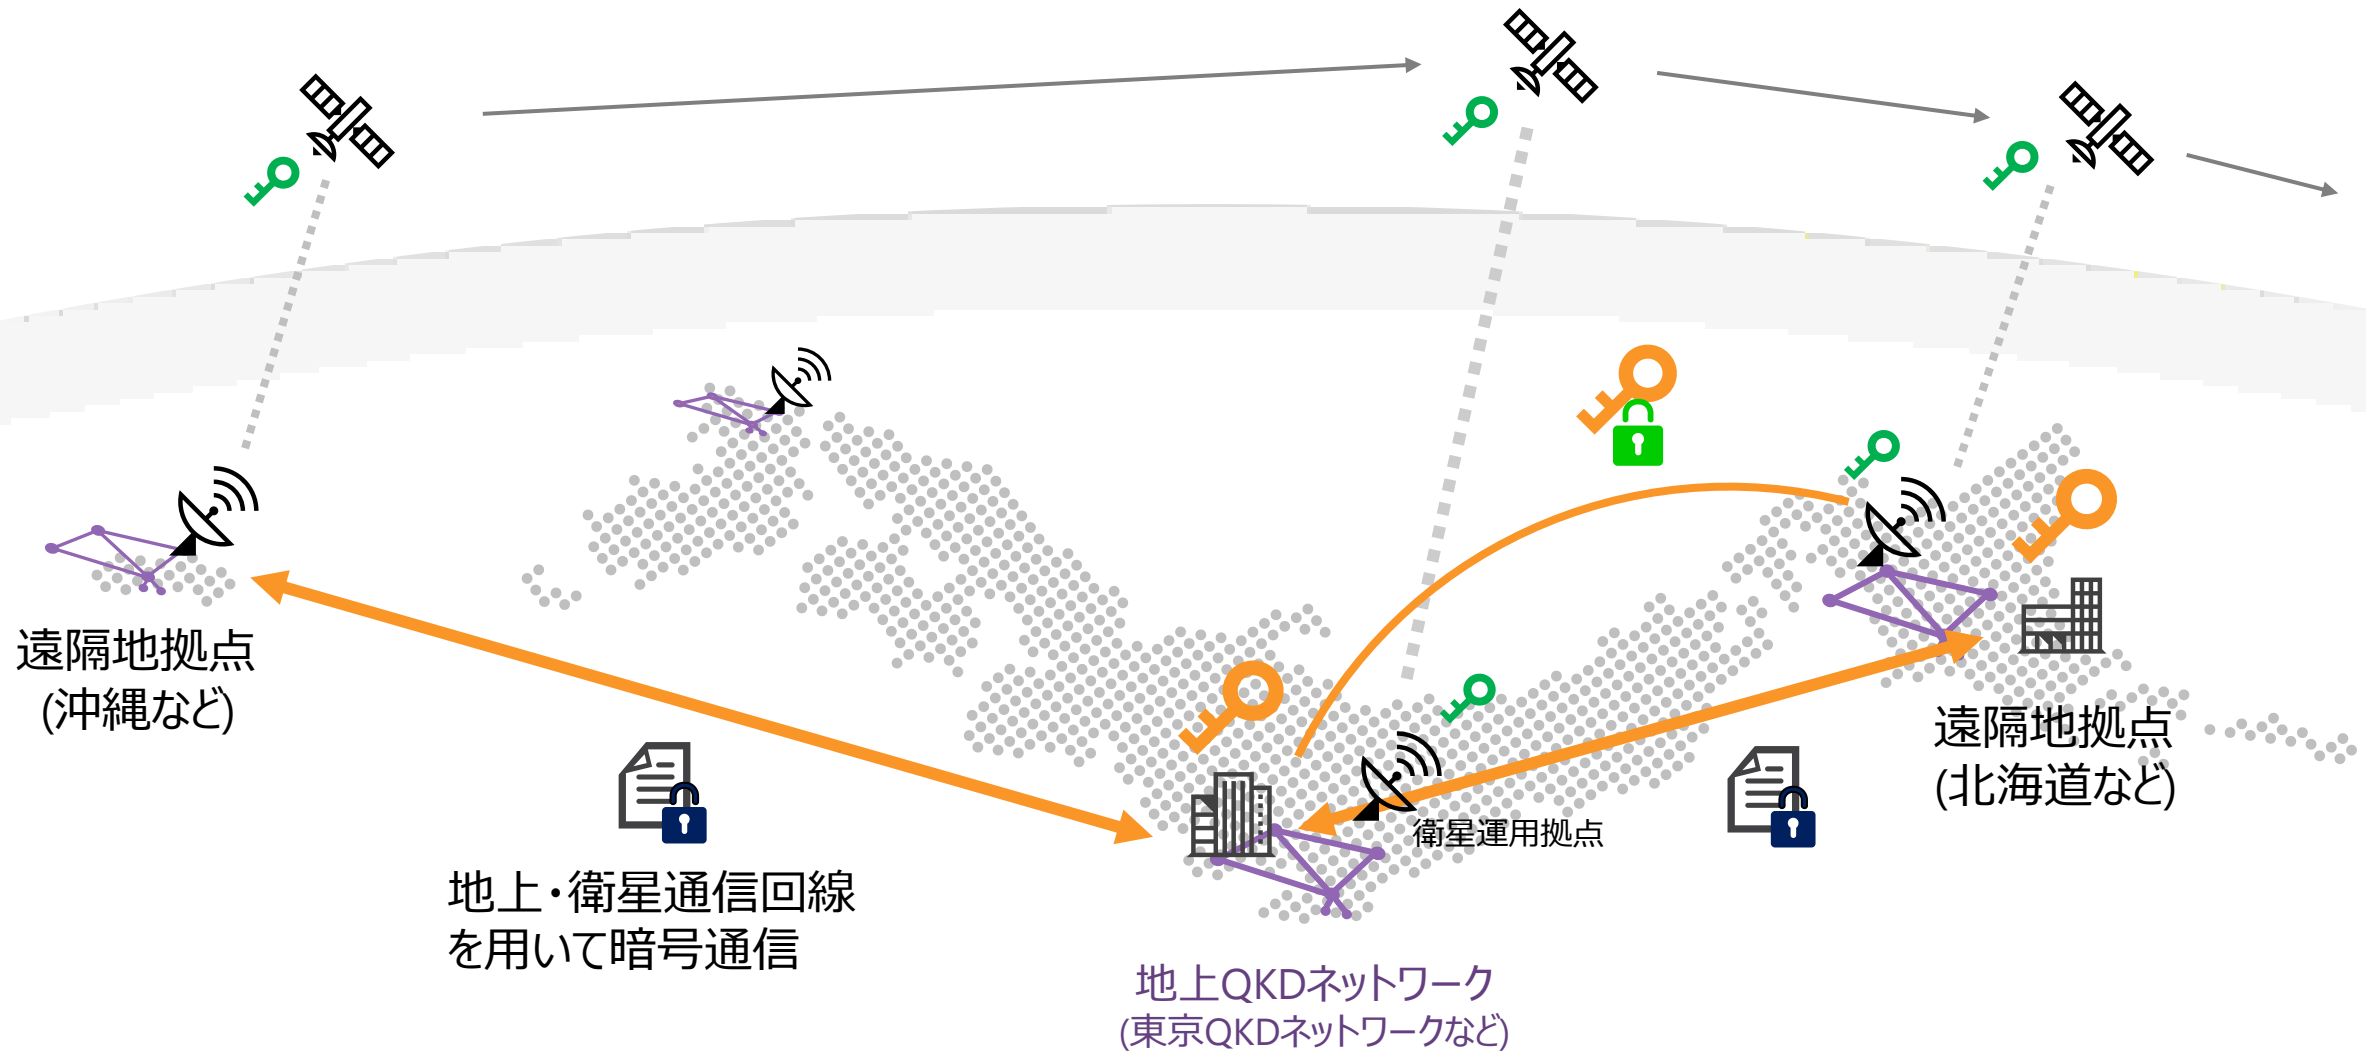 遠隔地拠点
(沖縄など)
遠隔地拠点
(北海道など)
衛星運用拠点
地上・衛星通信回線
を用いて暗号通信
地上QKDネットワーク
(東京QKDネットワークなど)